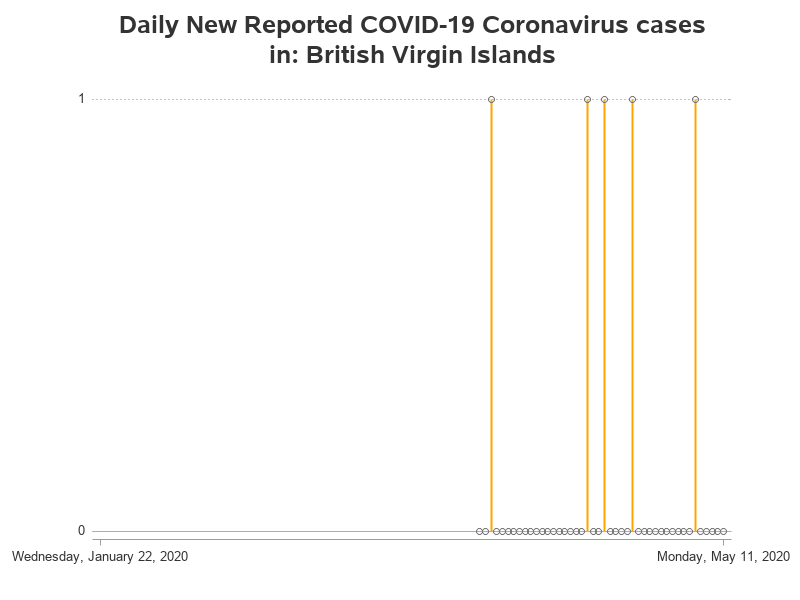 Daily New Reported COVID-19 Coronavirus cases
in: British Virgin Islands
1
0
Wednesday, January 22, 2020
Monday, May 11, 2020